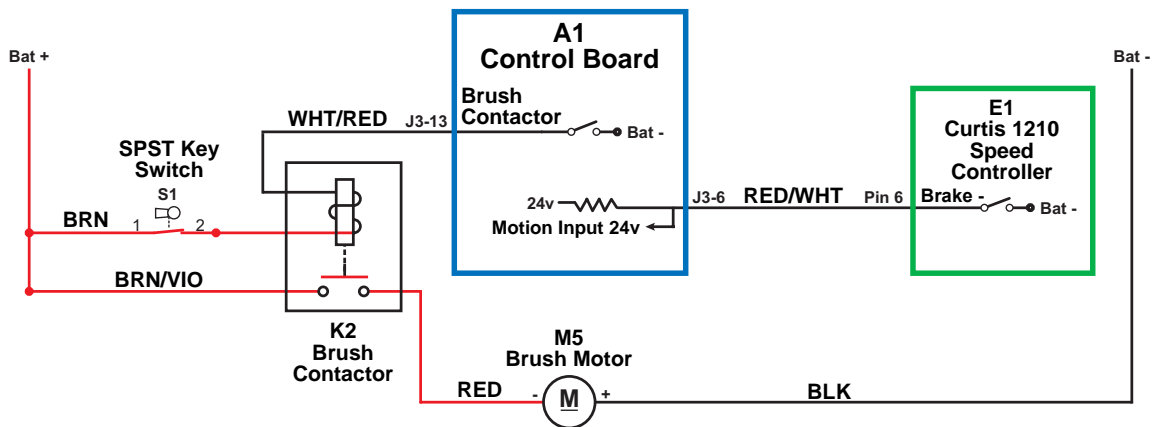 Bat +
A1
Control Board
Bat -
Brush
Contactor
WHT/RED
J3-13
Bat -
E1
Curtis 1210
Speed
Controller
SPST Key
Switch
S1
BRN
1
2
24v
J3-6
RED/WHT
Pin 6
Brake -
Bat -
Motion Input 24v
BRN/VIO
K2
Brush
Contactor
M5
Brush Motor
RED
-
M
+
BLK